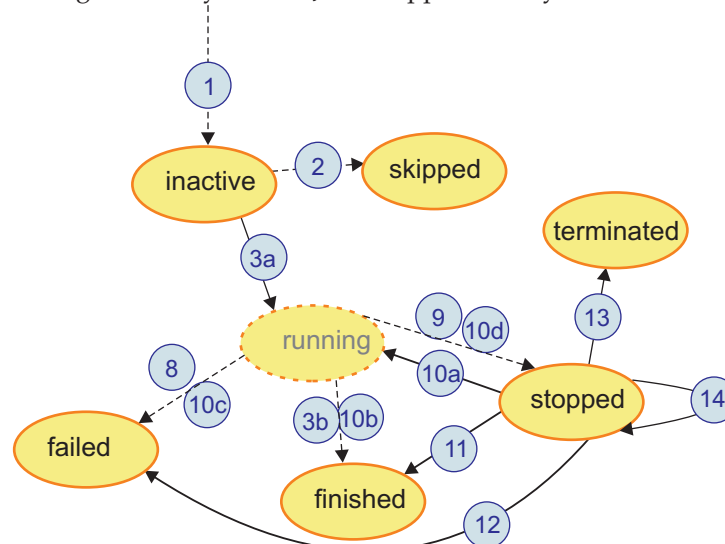 1
inactive
2
skipped
3a
terminated
running
9
10d
13
8
10c
10a
3b
10b
stopped
14
failed
11
finished
12